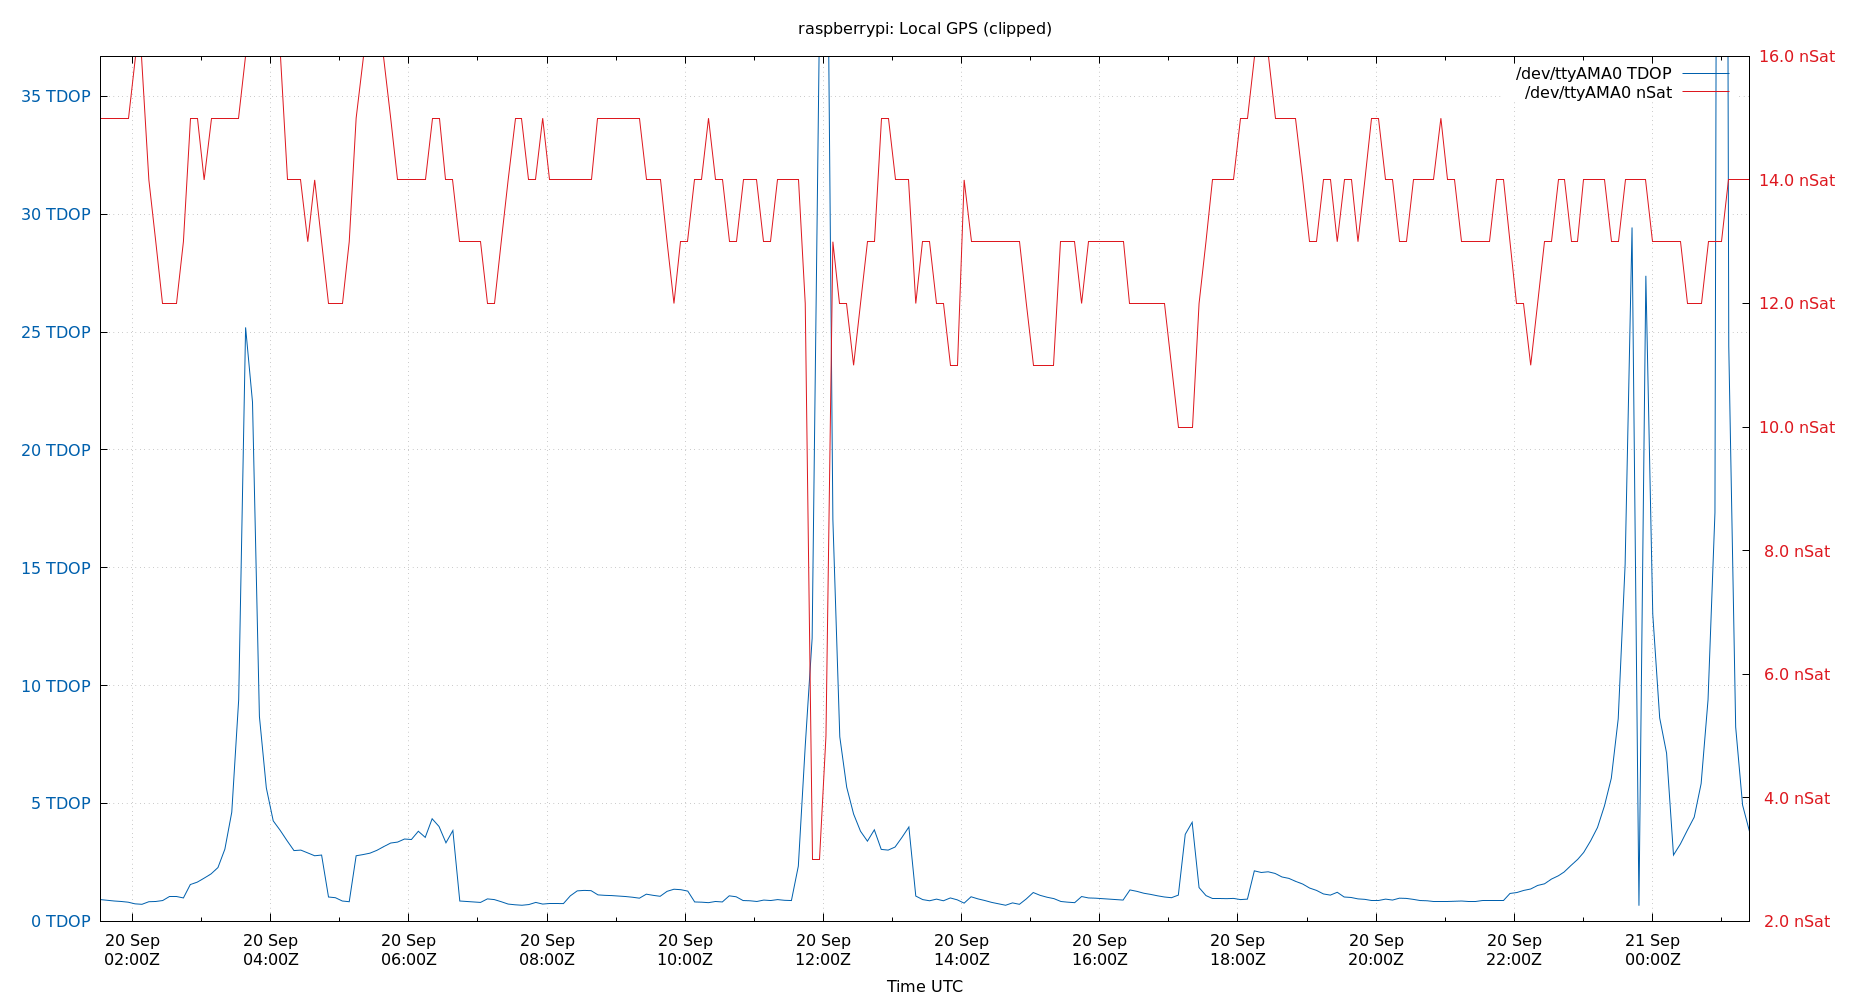 raspberrypi: Local GPS (clipped)
/dev/ttyAMA0 TDOP
/dev/ttyAMA0 nSat
35 TDOP
30 TDOP
25 TDOP
20 TDOP
15 TDOP
10 TDOP
5 TDOP
0 TDOP
16.0 nSat
14.0 nSat
12.0 nSat
10.0 nSat
8.0 nSat
6.0 nSat
4.0 nSat
2.0 nSat
20 Sep 20 Sep 20 Sep 20 Sep 20 Sep 20 Sep 20 Sep 20 Sep 20 Sep 20 Sep 20 Sep 21 Sep
02:00Z 04:00Z 06:00Z 08:00Z 10:00Z 12:00Z 14:00Z 16:00Z 18:00Z 20:00Z 22:00Z 00:00Z
Time UTC